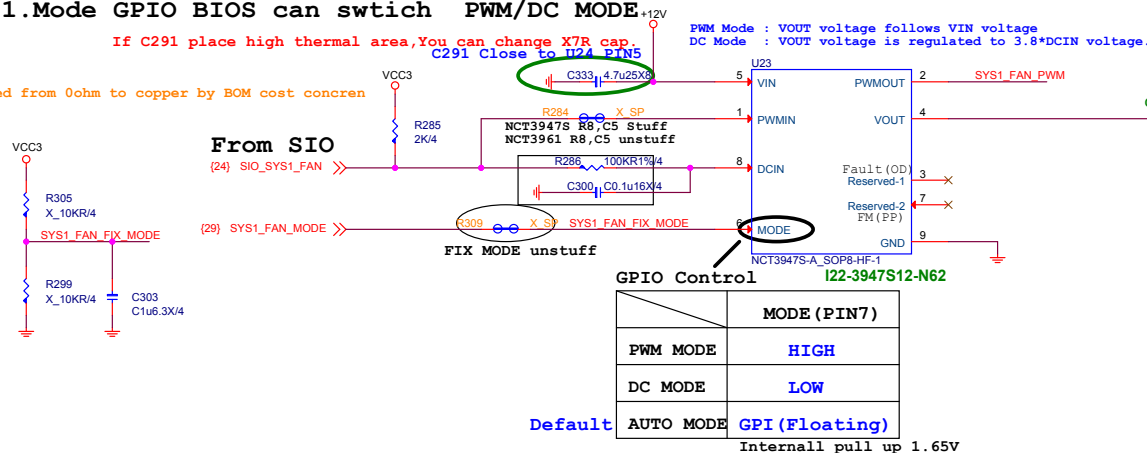 1.Mode GPIO BIOS can swtich PWM/DC MODE
+12V
PWM Mode : VOUT voltage follows VIN voltage
DC Mode : VOUT voltage is regulated to 3.8*DCIN voltage.
If C291 place high thermal area,You can change X7R cap.
C291 Close to U24 PIN5
U23
VCC3
C333 4.7u25X8
5 VIN
PWMOUT 2
SYS1_FAN_PWM
ed from 0ohm to copper by BOM cost concren
R284 X_SP
1 PWMIN
VOUT 4
R285
2K/4
NCT3947S R8,C5 Stuff
NCT3961 R8,C5 unstuff
From SIO
VCC3
{24} SIO_SYS1_FAN
R286 100KR1%/4
8 DCIN
Fault(OD)
Reserved-1 3
C300 C0.1u16X/4
R305
X_10KR/4
Reserved-2 7
FM(PP)
SYS1_FAN_FIX_MODE
{29} SYS1_FAN_MODE
R309 X_SP SYS1_FAN_FIX_MODE
6 MODE
GND 9
FIX MODE unstuff
NCT3947S-A_SOP8-HF-1
I22-3947S12-N62
R299
X_10KR/4
C303
C1u6.3X/4
GPIO Control
MODE(PIN7)
PWM MODE HIGH
DC MODE LOW
Default AUTO MODE GPI(Floating)
Internall pull up 1.65V